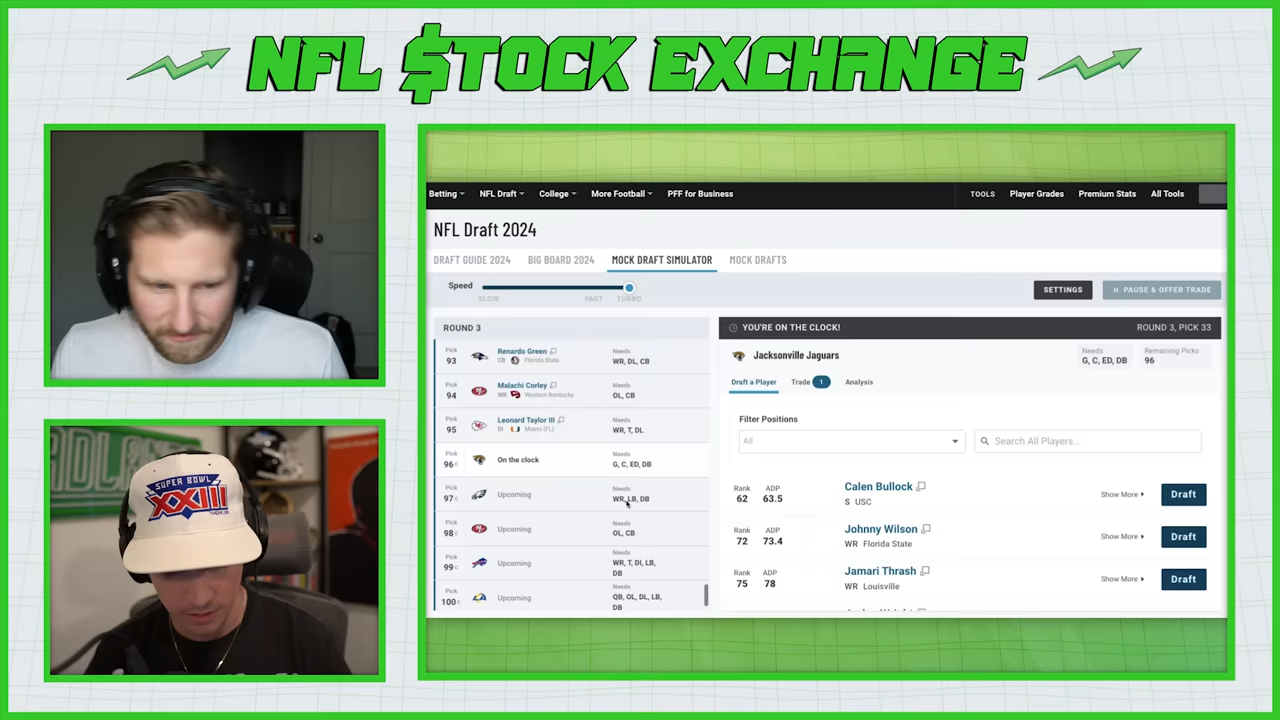 NFL $TOCK EXCHANGE
SUPER BOWL
XXIII
Betting NFL Draft College More Football PFF for Business TOOLS Player Grades Premium Stats All Tools
NFL Draft 2024
DRAFT GUIDE 2024 BIG BOARD 2024 MOCK DRAFT SIMULATOR MOCK DRAFTS
Speed SLOW FAST TURBO SETTINGS PAUSE & OFFER TRADE
ROUND 3
Pick 93 Renardo Green CB Florida State Needs WR, DL, CB
Pick 94 Malachi Corley WR Western Kentucky Needs OL, CB
Pick 95 Leonard Taylor III DI Miami (FL) Needs WR, T, DL
Pick 96 c On the clock Needs G, C, ED, DB
Pick 97 c Upcoming Needs WR, LB, DB
Pick 98 c Upcoming Needs OL, CB
Pick 99 c Upcoming Needs WR, T, DI, LB, DB
Pick 100 c Upcoming Needs QB, OL, DL, LB, DB
YOU'RE ON THE CLOCK! ROUND 3, PICK 33
Jacksonville Jaguars Needs G, C, ED, DB Remaining Picks 96
Draft a Player Trade 1 Analysis
Filter Positions
All Search All Players...
Rank 62 ADP 63.5 Calen Bullock S USC Show More Draft
Rank 72 ADP 73.4 Johnny Wilson WR Florida State Show More Draft
Rank 75 ADP 78 Jamari Thrash WR Louisville Show More Draft